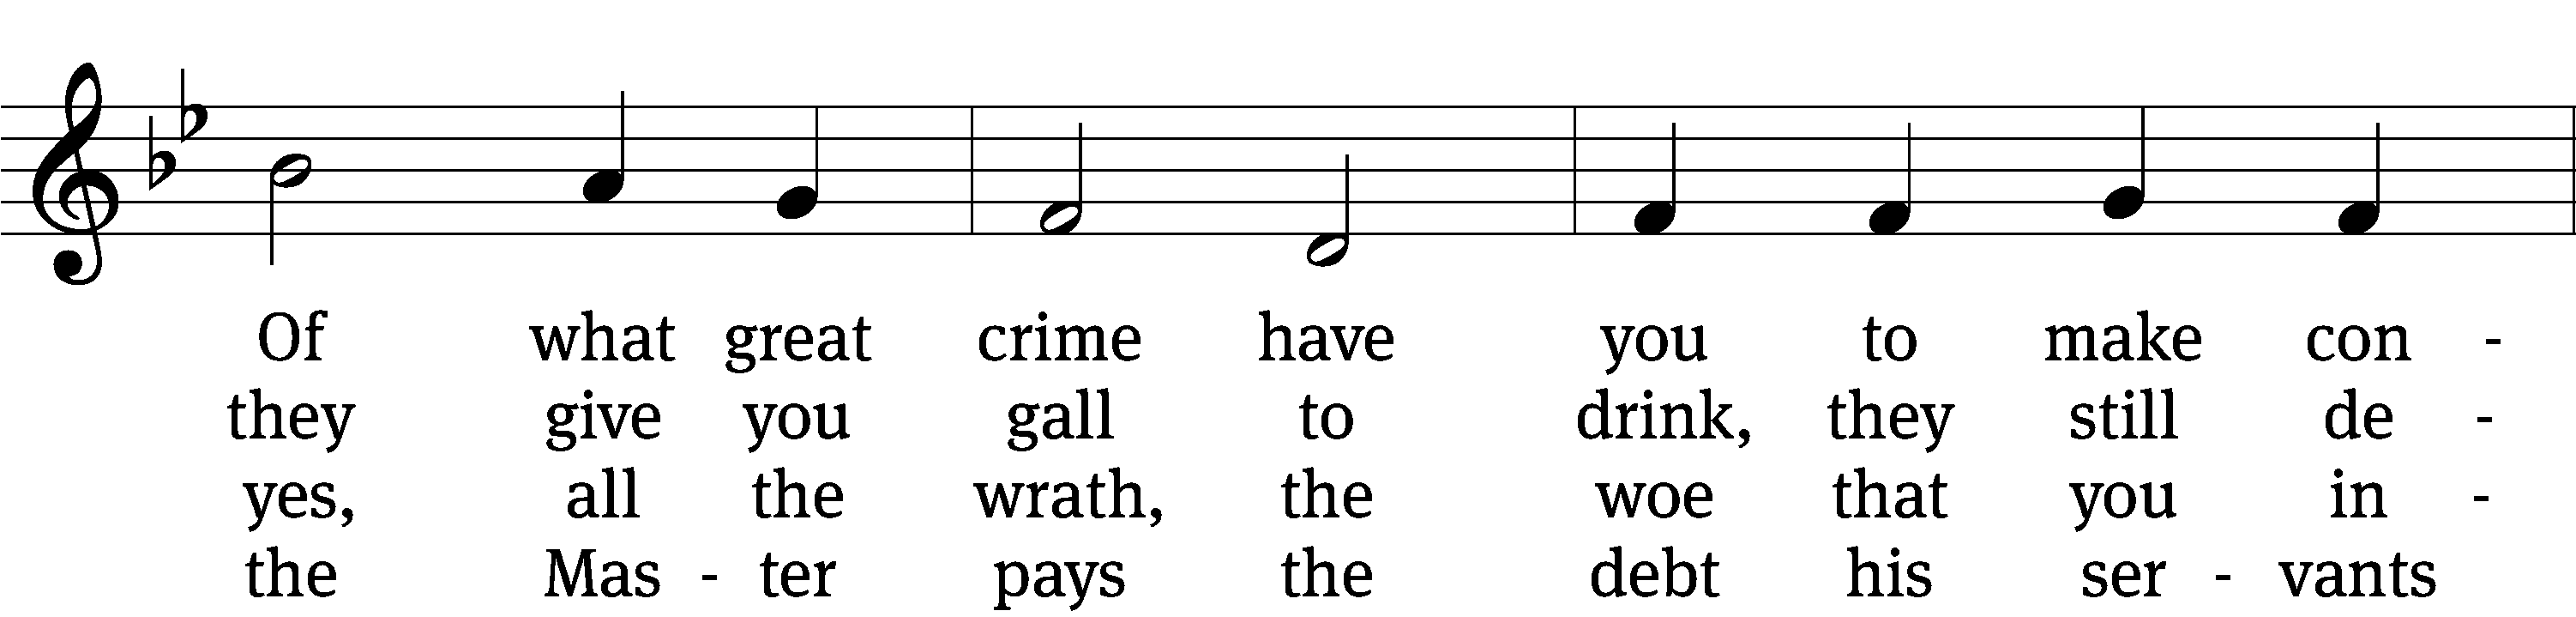 Of what great crime have you to make con -
they give you gall to drink, they still de -
yes, all the wrath, the woe that you in -
the Mas - ter pays the debt his ser - vants